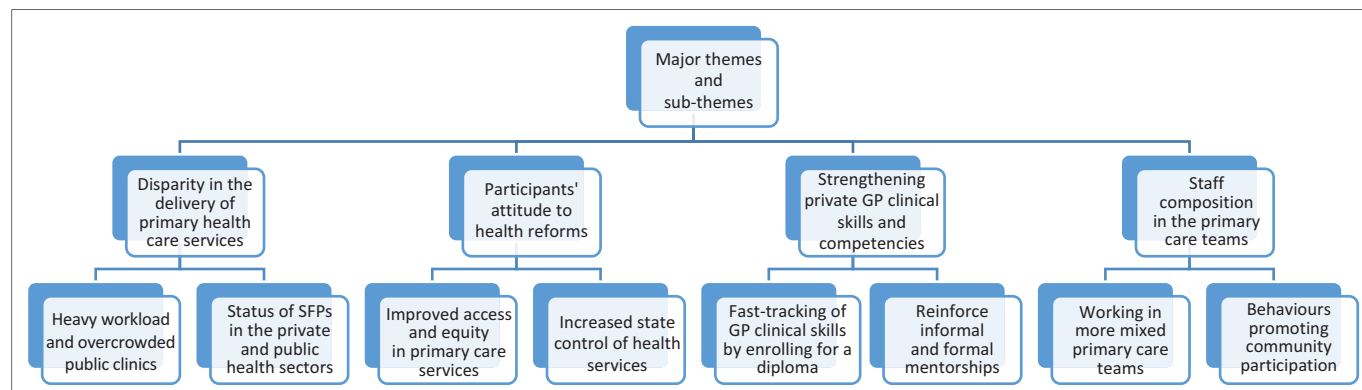 Major themes
and
sub-themes
Disparity in the
delivery of
primary health
care services
Participants'
attitude to
health reforms
Strengthening
private GP clinical
skills and
competencies
Staff
composition
in the primary
care teams
Heavy workload
and overcrowded
public clinics
Status of SFPs
in the private
and public
health sectors
Improved access
and equity
in primary care
services
Increased state
control of health
services
Fast-tracking of
GP clinical skills
by enrolling for a
diploma
Reinforce
informal
and formal
mentorships
Working in
more mixed
primary care
teams
Behaviours
promoting
community
participation